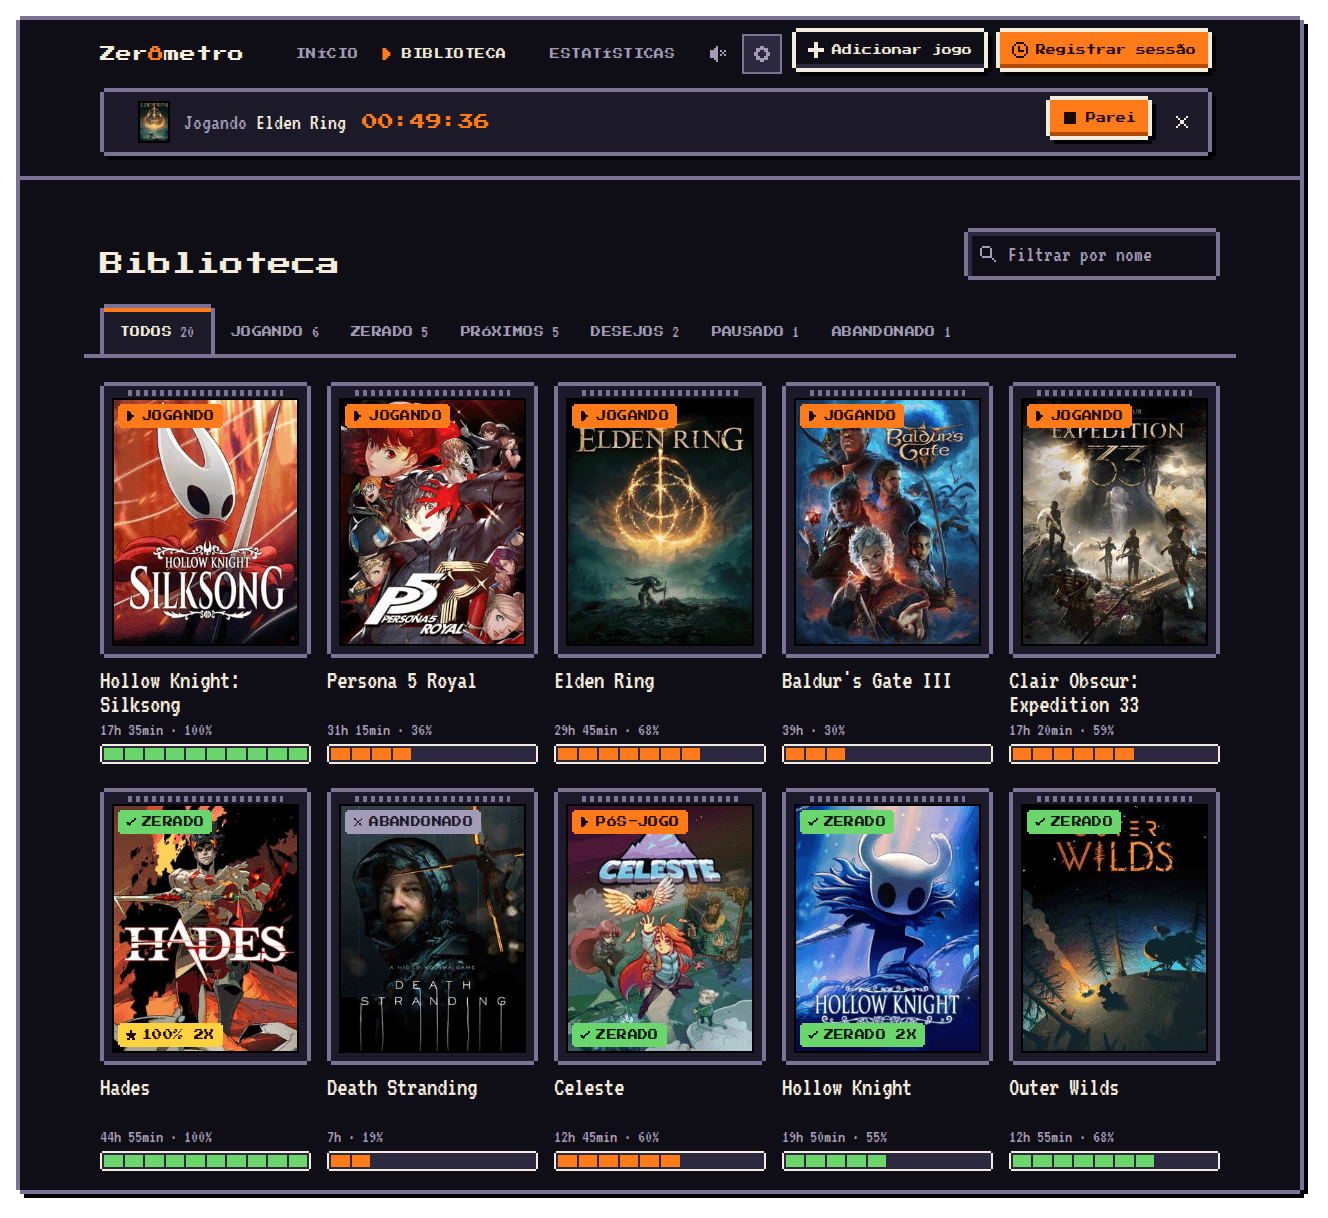 Zerômetro
INíCIO
BIBLIOTECA
ESTATíSTICAS
Adicionar jogo
Registrar sessão
Jogando Elden Ring 00:49:36
Parei
Biblioteca
Filtrar por nome
TODOS 20
JOGANDO 6
ZERADO 5
PRóXIMOS 5
DESEJOS 2
PAUSADO 1
ABANDONADO 1
JOGANDO
HOLLOW KNIGHT
SILKSONG
Hollow Knight:
Silksong
17h 35min · 100%
JOGANDO
P5R
PERSONA5
ROYAL
Persona 5 Royal
31h 15min · 36%
JOGANDO
ELDEN RING
Elden Ring
29h 45min · 68%
JOGANDO
Baldur's
Gate
Baldur's Gate III
39h · 30%
JOGANDO
EXPEDITION
33
Clair Obscur:
Expedition 33
17h 20min · 59%
ZERADO
HADES
100% 2X
Hades
44h 55min · 100%
ABANDONADO
A HIDEO KOJIMA GAME
DEATH
STRANDING
Death Stranding
7h · 19%
PóS-JOGO
CELESTE
ZERADO
Celeste
12h 45min · 60%
ZERADO
HOLLOW KNIGHT
ZERADO 2X
Hollow Knight
19h 50min · 55%
ZERADO
OUTER
WILDS
Outer Wilds
12h 55min · 68%